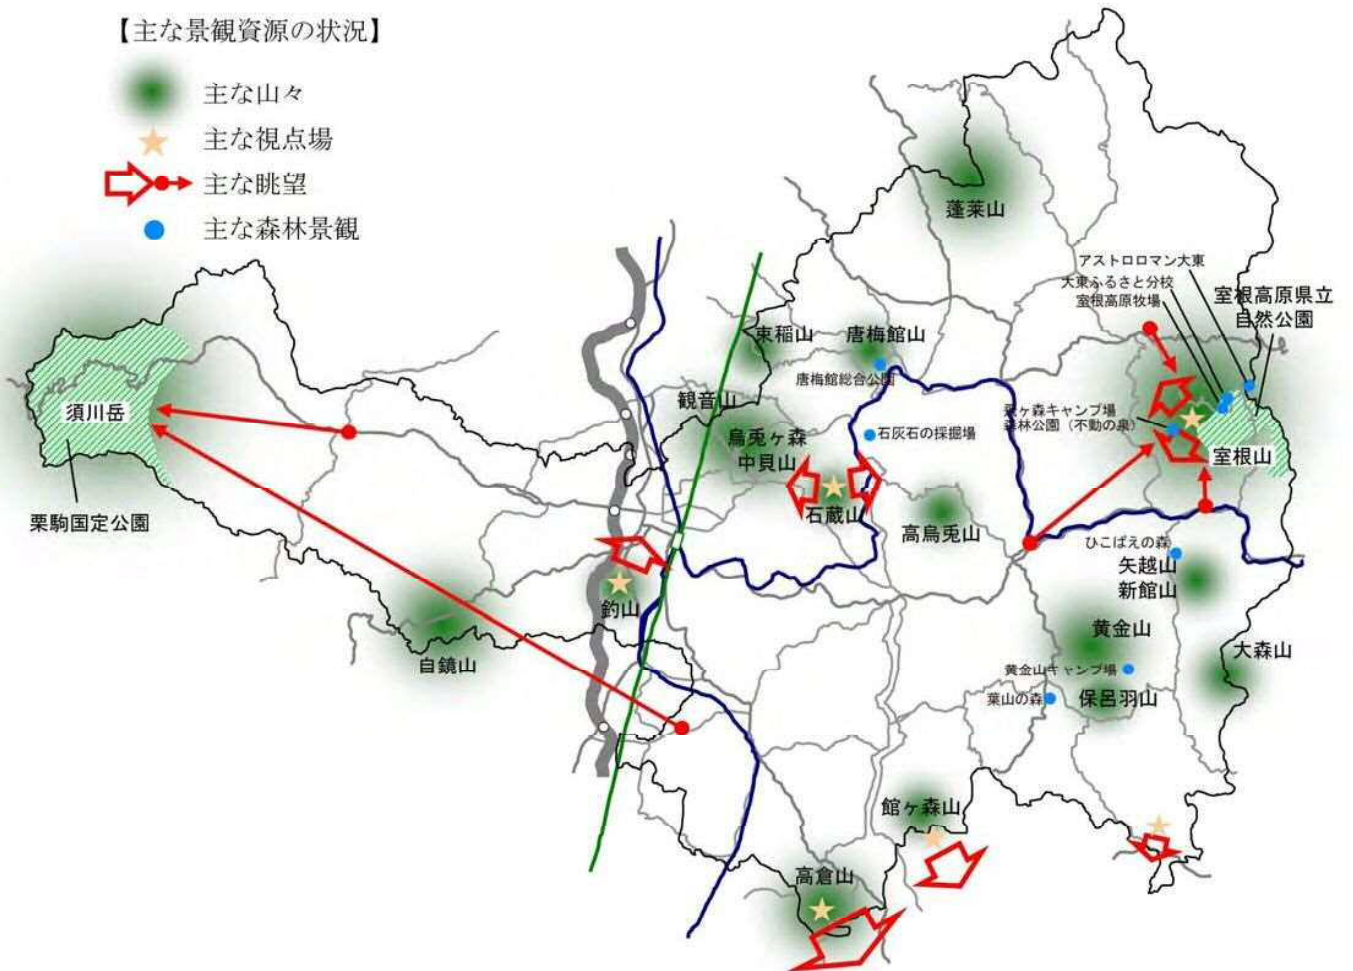 【主な景観資源の状況】
主な山々
主な視点場
主な眺望
主な森林景観
蓬莱山
アストロロマン大東
大東ふるさと分校
室根高原牧場
室根高原県立
自然公園
束稲山
唐梅館山
唐梅館総合公園
観音山
須川岳
森林公園（不動の泉）
石灰石の採掘場
烏兎ヶ森
中貝山
室根山
栗駒国定公園
石蔵山
高烏兎山
ひこばえの森
矢越山
新館山
釣山
黄金山
大森山
自鏡山
黄金山キャンプ場
葉山の森
保呂羽山
館ヶ森山
高倉山